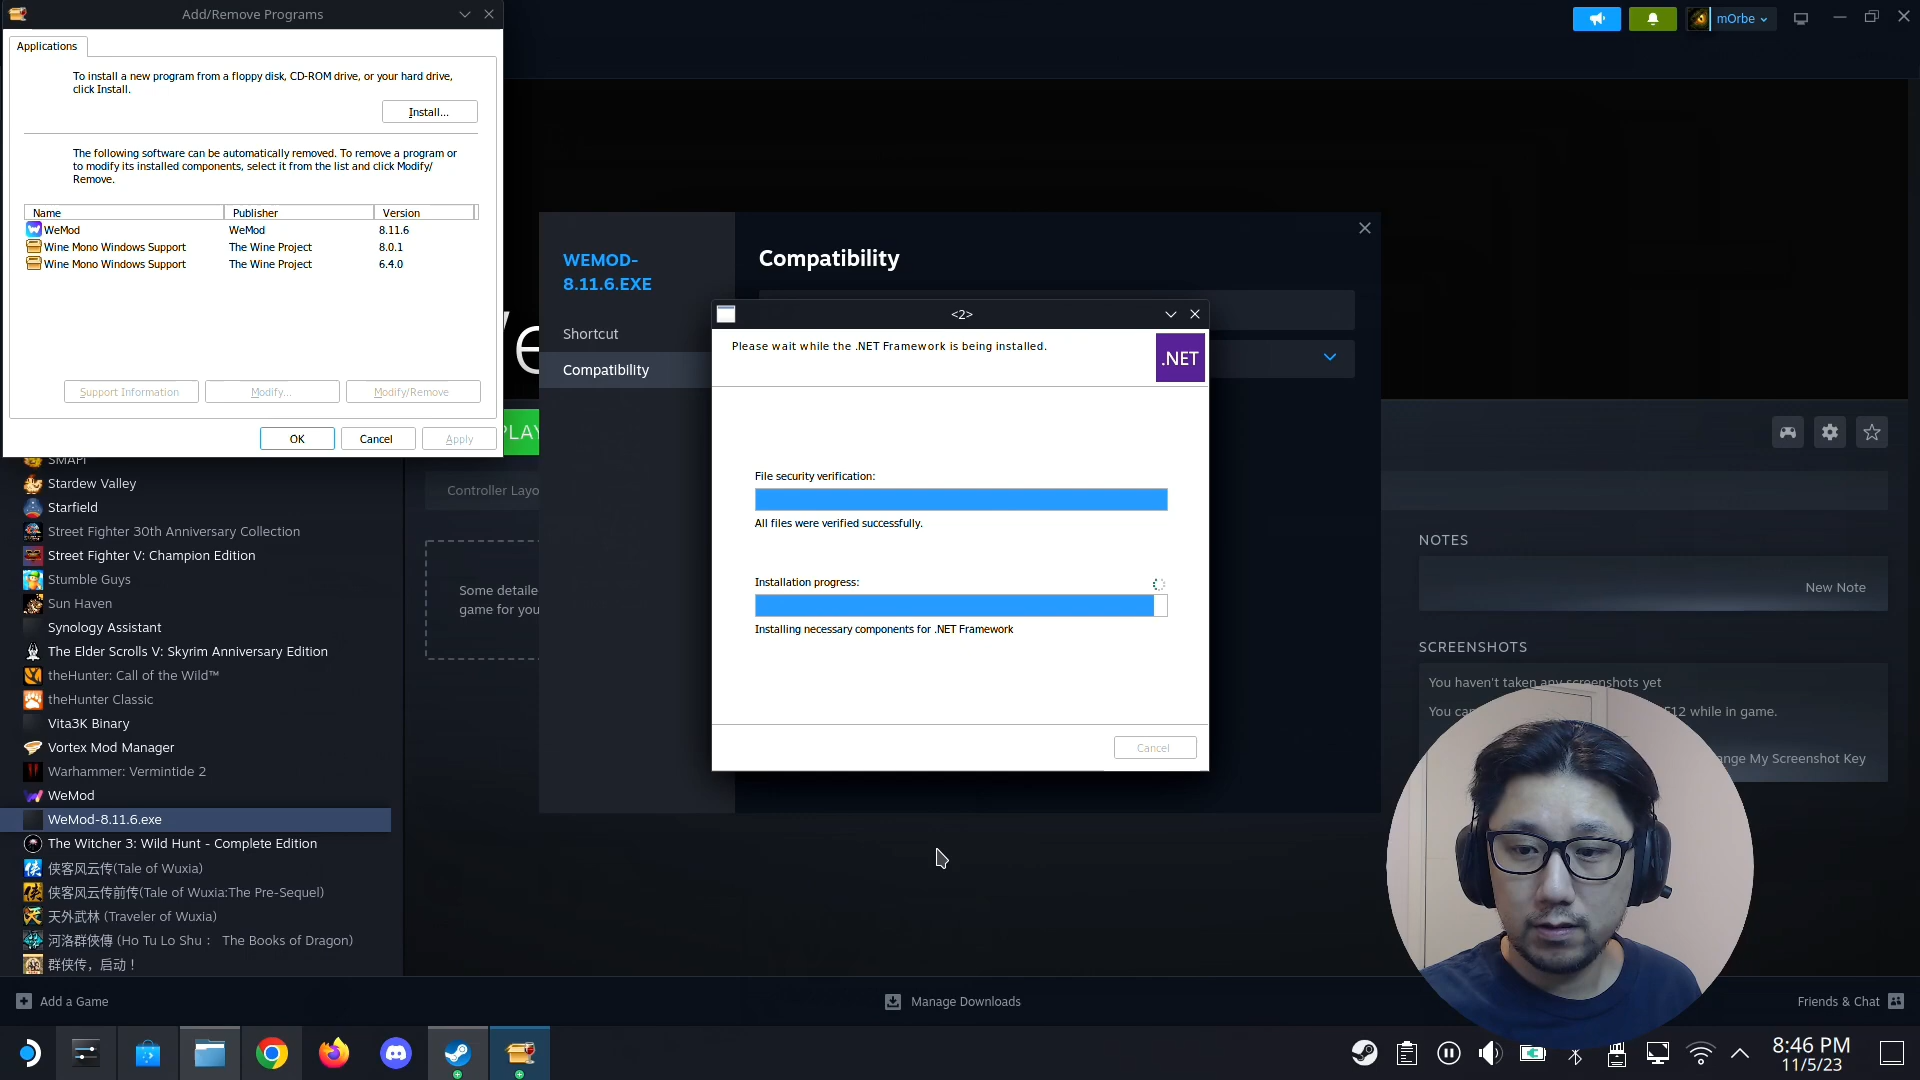 Add/Remove Programs
mOrbe
Applications
To install a new program from a floppy disk, CD-ROM drive, or your hard drive,
click Install.
Install...
The following software can be automatically removed. To remove a program or
to modify its installed components, select it from the list and click Modify/
Remove.
Name Publisher Version
WeMod WeMod 8.11.6
Wine Mono Windows Support The Wine Project 8.0.1
Wine Mono Windows Support The Wine Project 6.4.0
Support Information Modify... Modify/Remove
OK Cancel Apply
WEMOD-
8.11.6.EXE
Shortcut
Compatibility
Compatibility
<2>
Please wait while the .NET Framework is being installed.
.NET
File security verification:
All files were verified successfully.
Installation progress:
Installing necessary components for .NET Framework
Cancel
PLAY
Controller Layo
Some detaile
game for you
NOTES
New Note
SCREENSHOTS
You haven't taken any screenshots yet
You can F12 while in game.
ange My Screenshot Key
SMAPI
Stardew Valley
Starfield
Street Fighter 30th Anniversary Collection
Street Fighter V: Champion Edition
Stumble Guys
Sun Haven
Synology Assistant
The Elder Scrolls V: Skyrim Anniversary Edition
theHunter: Call of the Wild™
theHunter Classic
Vita3K Binary
Vortex Mod Manager
Warhammer: Vermintide 2
WeMod
WeMod-8.11.6.exe
The Witcher 3: Wild Hunt - Complete Edition
侠客风云传(Tale of Wuxia)
侠客风云传前传(Tale of Wuxia:The Pre-Sequel)
天外武林 (Traveler of Wuxia)
河洛群俠傳 (Ho Tu Lo Shu ： The Books of Dragon)
群侠传，启动！
Add a Game
Manage Downloads
Friends & Chat
8:46 PM
11/5/23